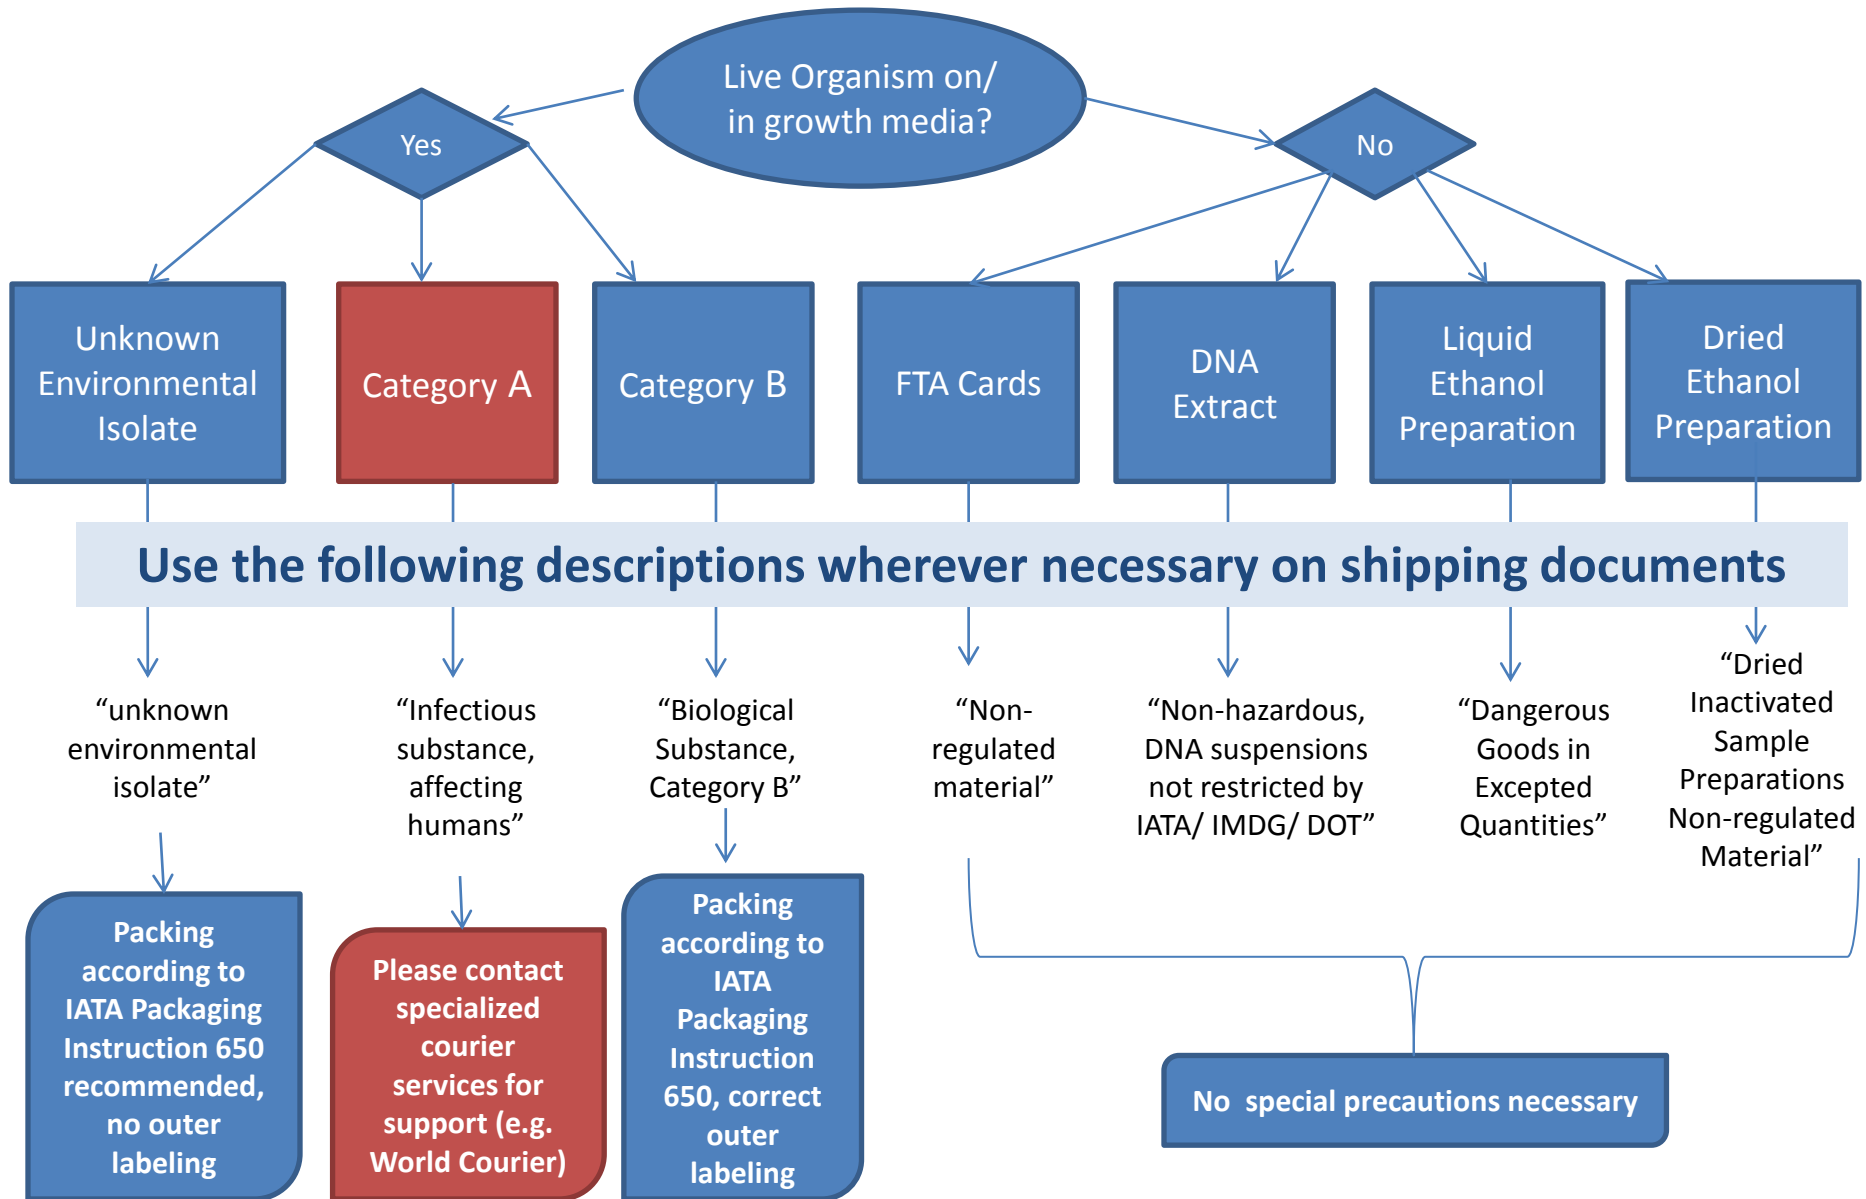 Live Organism on/
in growth media?
Yes
No
Unknown
Environmental
Isolate
Category A
Category B
FTA Cards
DNA
Extract
Liquid
Ethanol
Preparation
Dried
Ethanol
Preparation
Use the following descriptions wherever necessary on shipping documents
“unknown
environmental
isolate”
“Infectious
substance,
affecting
humans”
“Biological
Substance,
Category B”
“Non-
regulated
material”
“Non-hazardous,
DNA suspensions
not restricted by
IATA/ IMDG/ DOT”
“Dangerous
Goods in
Excepted
Quantities”
“Dried
Inactivated
Sample
Preparations
Non-regulated
Material”
Packing
according to
IATA Packaging
Instruction 650
recommended,
no outer
labeling
Please contact
specialized
courier
services for
support (e.g.
World Courier)
Packing
according to
IATA
Packaging
Instruction
650, correct
outer
labeling
No special precautions necessary